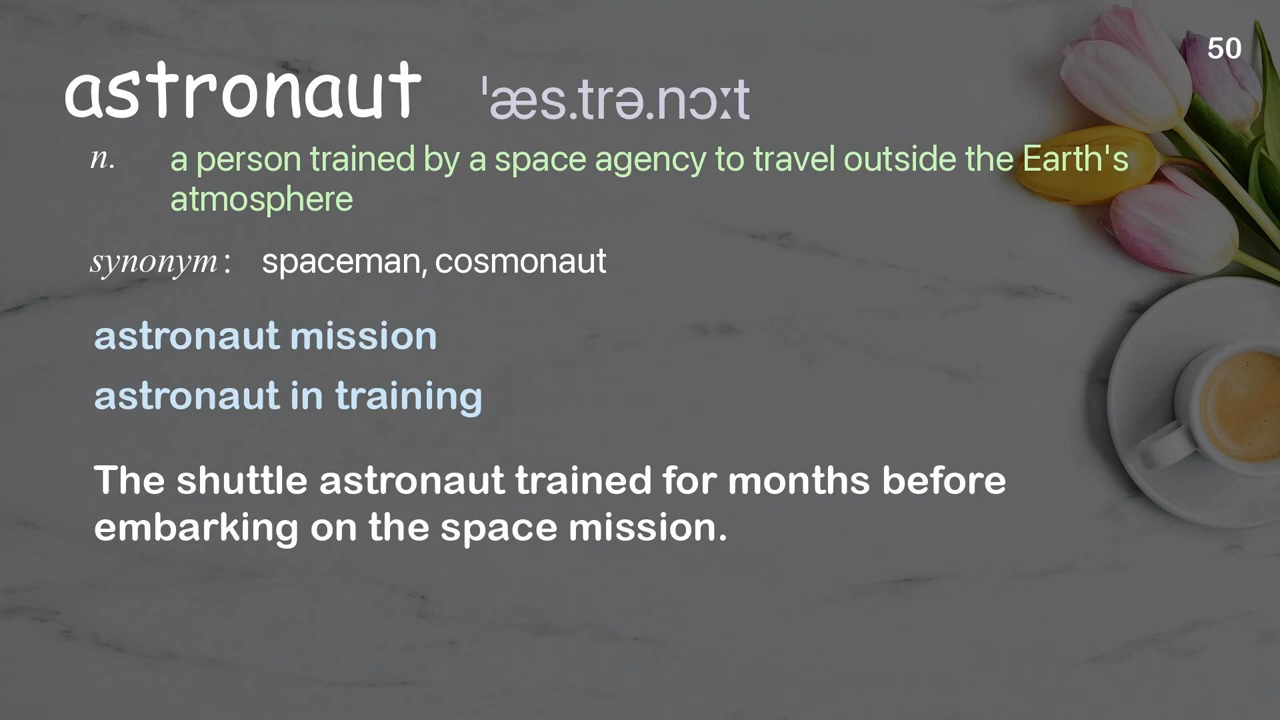 50
astronaut ˈæs.trə.nɔːt
n. a person trained by a space agency to travel outside the Earth's
atmosphere
synonym : spaceman, cosmonaut
astronaut mission
astronaut in training
The shuttle astronaut trained for months before
embarking on the space mission.